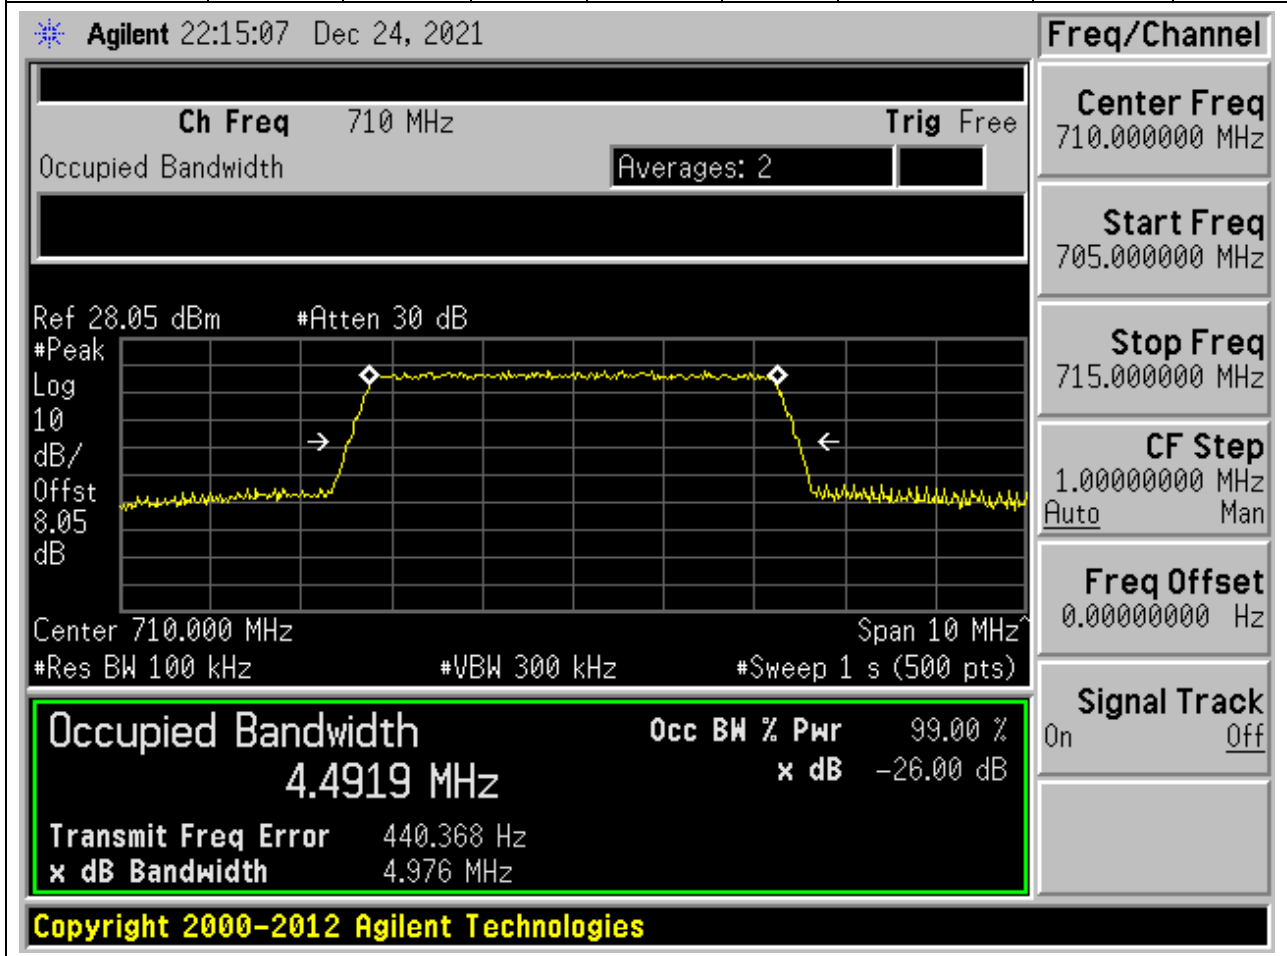 Agilent 22:15:07 Dec 24, 2021
Freq/Channel
Ch Freq 710 MHz Trig Free
Occupied Bandwidth Averages: 2
Center Freq
710.000000 MHz
Start Freq
705.000000 MHz
Stop Freq
715.000000 MHz
CF Step
1.00000000 MHz
Auto Man
Freq Offset
0.00000000 Hz
Signal Track
On Off
Ref 28.05 dBm #Atten 30 dB
#Peak
Log
10
dB/
Offst
8.05
dB
Center 710.000 MHz Span 10 MHz^
#Res BW 100 kHz #VBW 300 kHz #Sweep 1 s (500 pts)
Occupied Bandwidth Occ BW % Pwr 99.00 %
4.4919 MHz x dB -26.00 dB
Transmit Freq Error 440.368 Hz
x dB Bandwidth 4.976 MHz
Copyright 2000-2012 Agilent Technologies